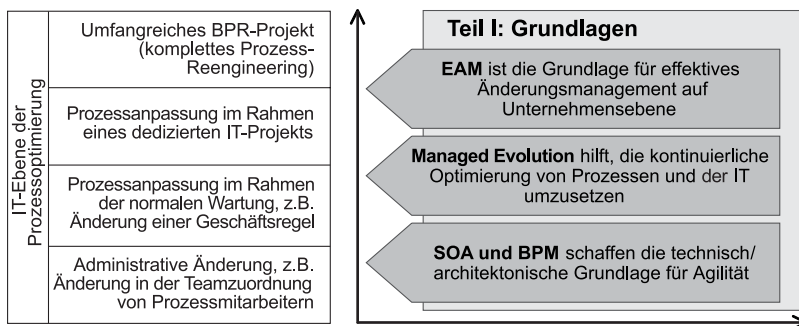 IT-Ebene der
Prozessoptimierung
Umfangreiches BPR-Projekt
(komplettes Prozess-
Reengineering)
Prozessanpassung im Rahmen
eines dedizierten IT-Projekts
Prozessanpassung im Rahmen
der normalen Wartung, z.B.
Änderung einer Geschäftsregel
Administrative Änderung, z.B.
Änderung in der Teamzuordnung
von Prozessmitarbeitern
Teil I: Grundlagen
EAM ist die Grundlage für effektives
Änderungsmanagement auf
Unternehmensebene
Managed Evolution hilft, die kontinuierliche
Optimierung von Prozessen und der IT
umzusetzen
SOA und BPM schaffen die technisch/
architektonische Grundlage für Agilität